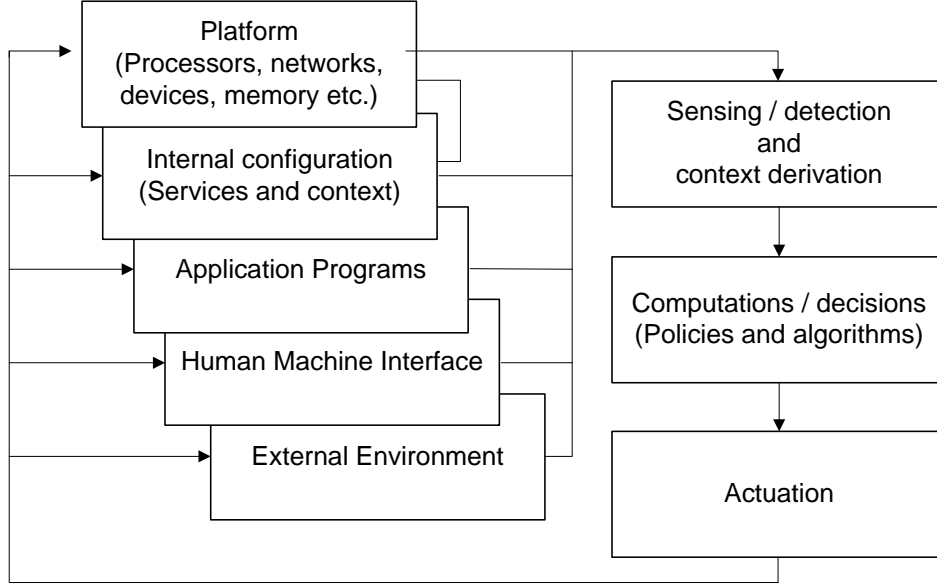 Platform
(Processors, networks,
devices, memory etc.)
Internal configuration
(Services and context)
Application Programs
Human Machine Interface
External Environment
Sensing / detection
and
context derivation
Computations / decisions
(Policies and algorithms)
Actuation